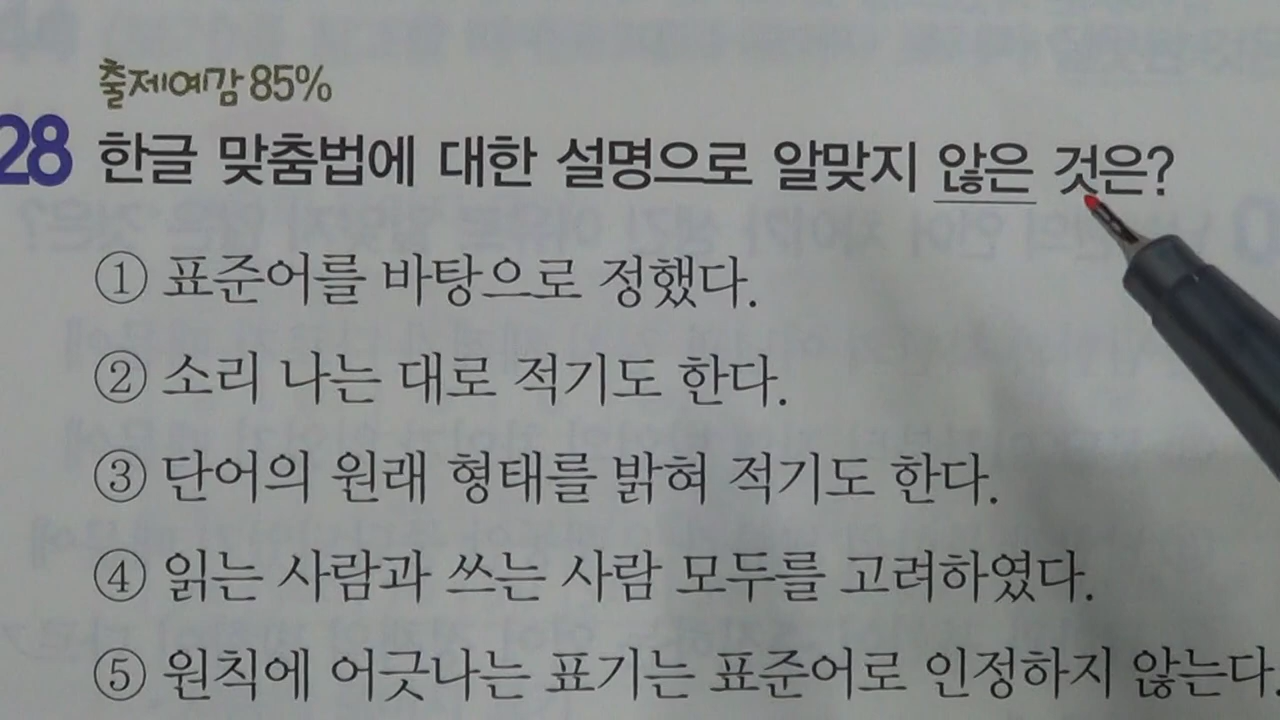 출제예감 85%
28 한글 맞춤법에 대한 설명으로 알맞지 않은 것은?
① 표준어를 바탕으로 정했다.
② 소리 나는 대로 적기도 한다.
③ 단어의 원래 형태를 밝혀 적기도 한다.
④ 읽는 사람과 쓰는 사람 모두를 고려하였다.
⑤ 원칙에 어긋나는 표기는 표준어로 인정하지 않는다.